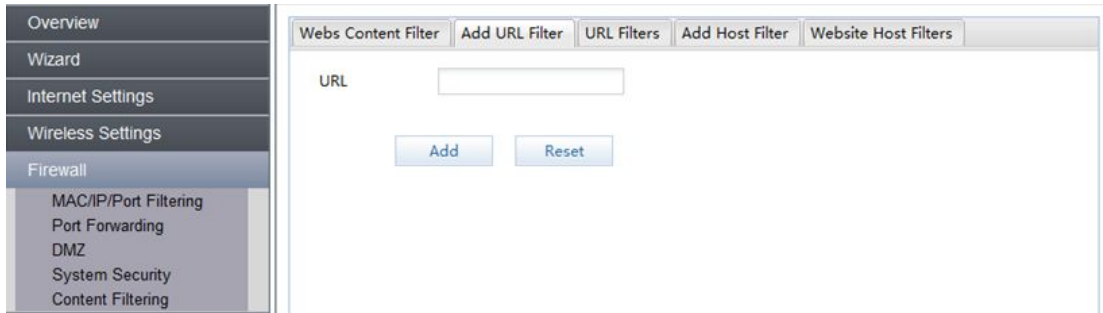 Overview
Wizard
Internet Settings
Wireless Settings
Firewall
MAC/IP/Port Filtering
Port Forwarding
DMZ
System Security
Content Filtering
Webs Content Filter Add URL Filter URL Filters Add Host Filter Website Host Filters
URL
Add Reset